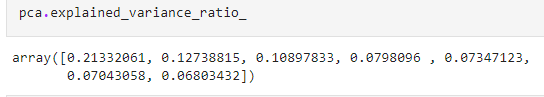 pca.explained_variance_ratio_
array([0.21332061, 0.12738815, 0.10897833, 0.0798096 , 0.07347123,
0.07043058, 0.06803432])